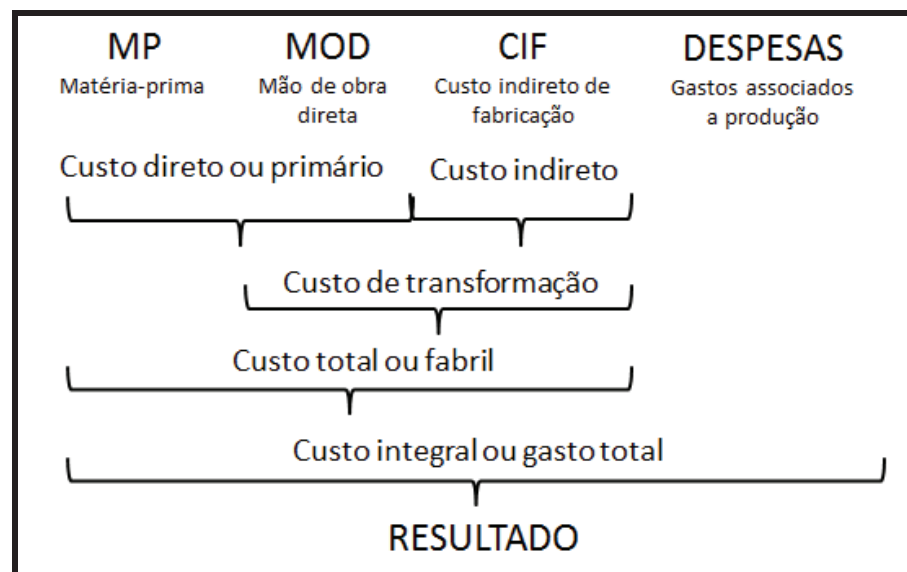 MP MOD CIF DESPESAS
Matéria-prima Mão de obra Custo indireto de Gastos associados
direta fabricação a produção
Custo direto ou primário Custo indireto
Custo de transformação
Custo total ou fabril
Custo integral ou gasto total
RESULTADO